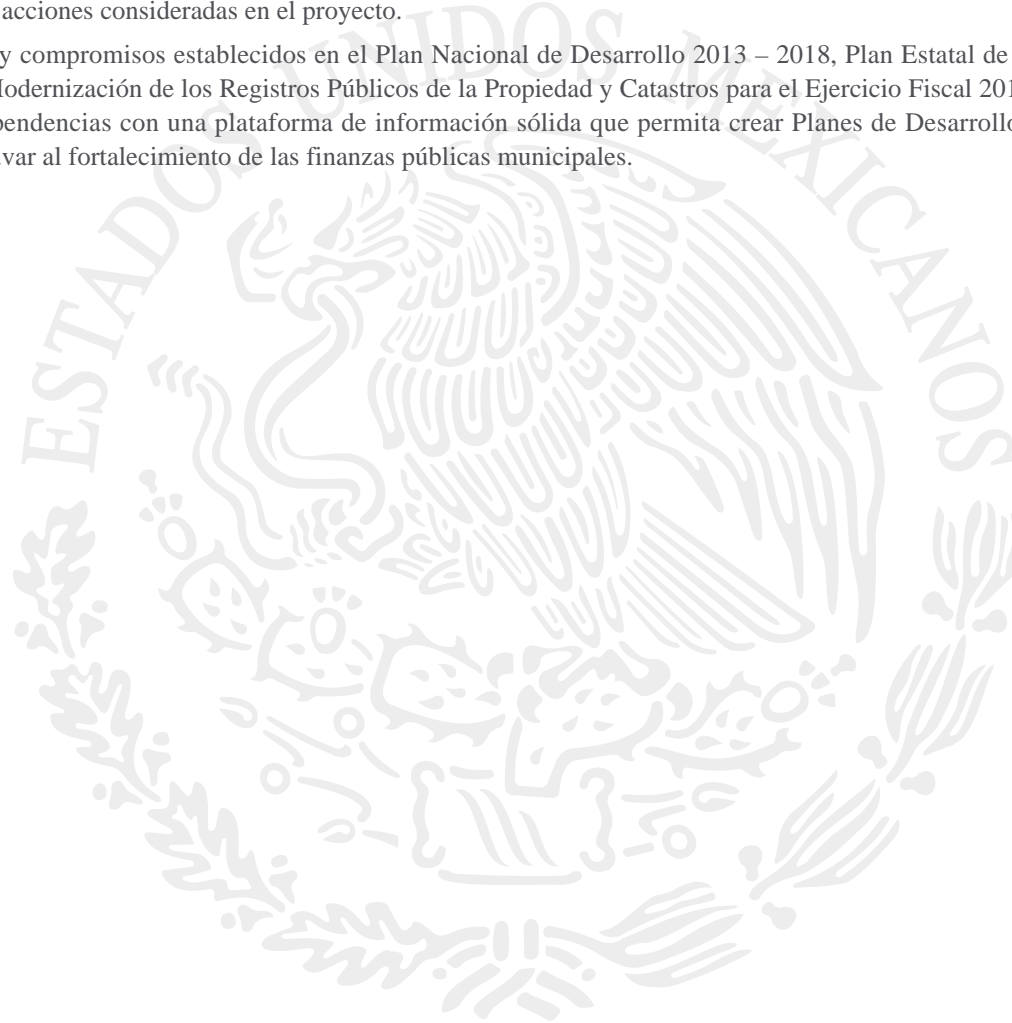 acciones consideradas en el proyecto.
y compromisos establecidos en el Plan Nacional de Desarrollo 2013 – 2018, Plan Estatal de
Modernización de los Registros Públicos de la Propiedad y Catastros para el Ejercicio Fiscal 201
pendencias con una plataforma de información sólida que permita crear Planes de Desarrollo
var al fortalecimiento de las finanzas públicas municipales.
ESTADOS UNIDOS MEXICANOS